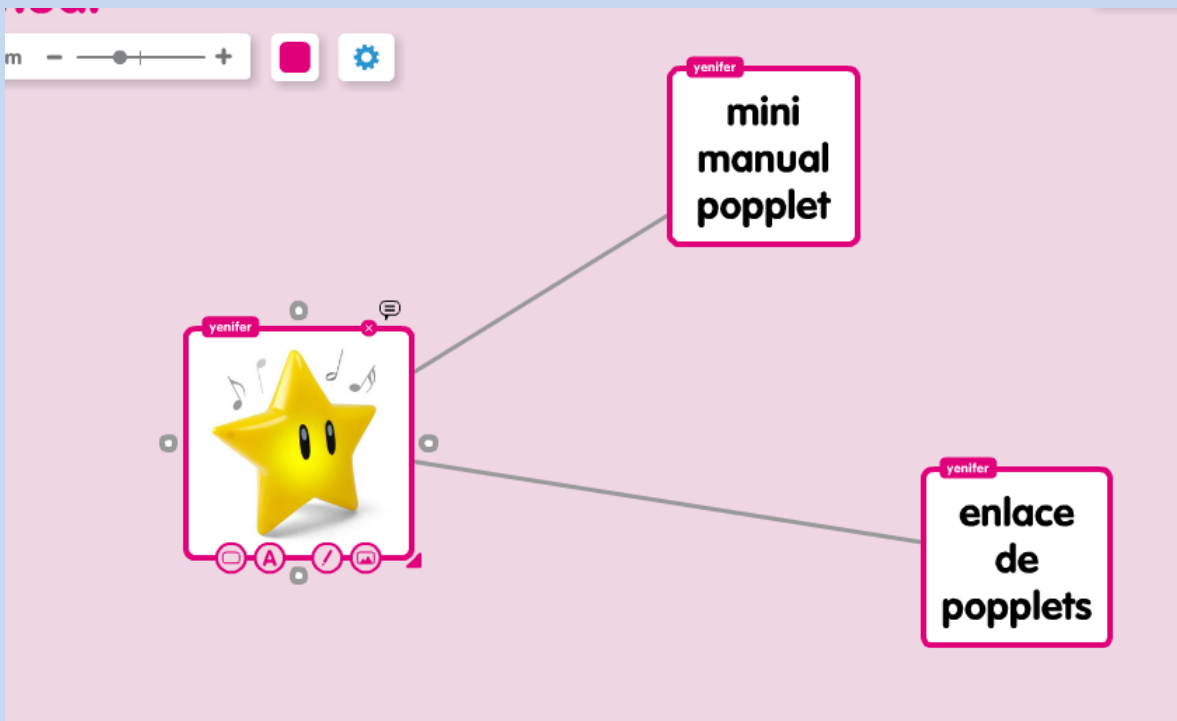 m
yenifer
mini
manual
popplet
yenifer
A
yenifer
enlace
de
popplets